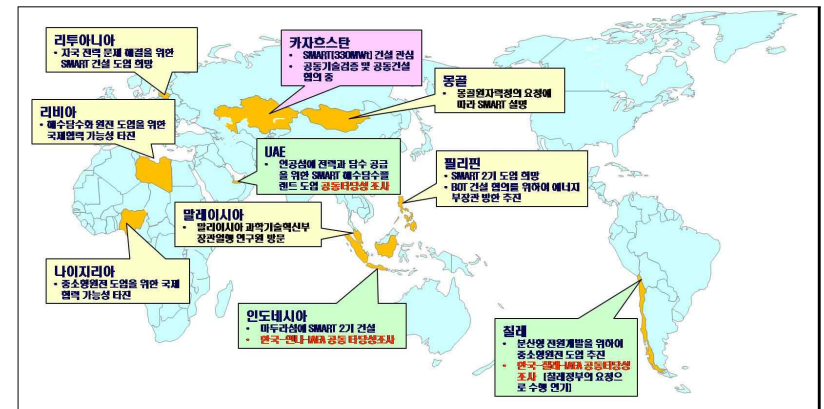 리투아니아
• 자국 전력 문제 해결을 위한
SMART 건설 도입 희망
카자흐스탄
• SMART(330MWt) 건설 관심
• 공동기술검증 및 공동건설
협의 중
몽골
• 몽골원자력청의 요청에
따라 SMART 설명
리비아
• 해수담수화 원전 도입을 위한
국제협력 가능성 타진
UAE
• 인공섬에 전력과 담수 공급
을 위한 SMART 해수담수플
랜트 도입 공동타당성 조사
필리핀
• SMART 2기 도입 희망
• BOT 건설 협의를 위하여 에너지
부장관 방한 추진
말레이시아
• 말리이시아 과학기술혁신부
장관일행 연구원 방문
나이지리아
• 중소형원전 도입을 위한 국제
협력 가능성 타진
인도네시아
• 마두라섬에 SMART 2기 건설
• 한국-인니-IAEA 공동 타당성조사
칠레
• 분산형 전원개발을 위하여
중소형원전 도입 추진
• 한국-칠레-IAEA 공동타당성
조사 (칠레정부의 요청으
로 수행 연기)